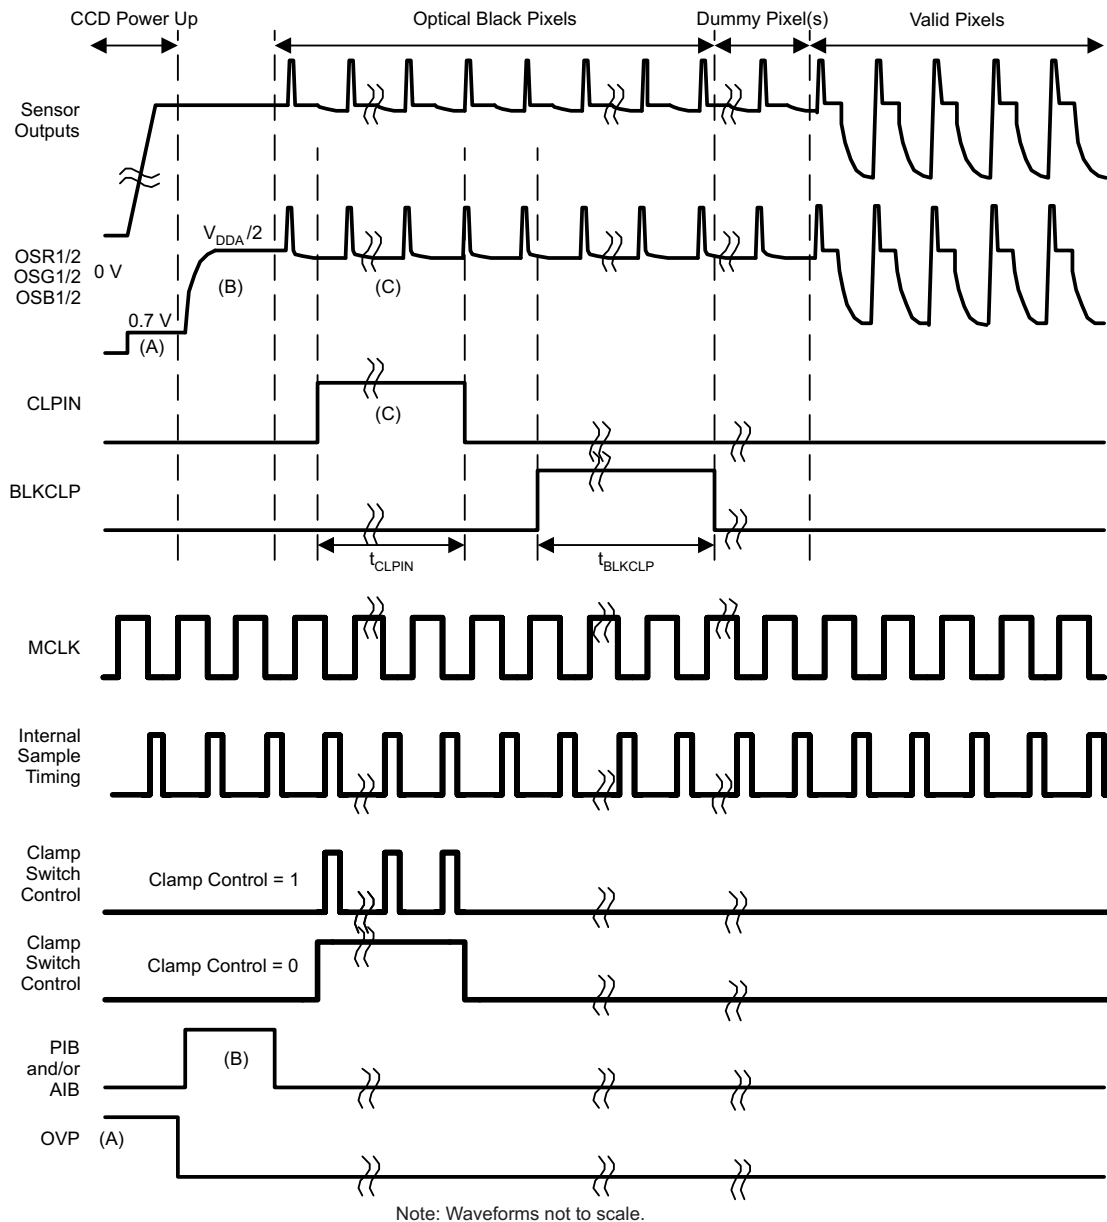 CCD Power Up
Optical Black Pixels
Dummy Pixel(s)
Valid Pixels
Sensor
Outputs
V_DDA/2
OSR1/2
OSG1/2
OSB1/2
0 V
(B)
(C)
0.7 V
(A)
CLPIN
(C)
BLKCLP
t_CLPIN
t_BLKCLP
MCLK
Internal
Sample
Timing
Clamp
Switch
Control
Clamp Control = 1
Clamp
Switch
Control
Clamp Control = 0
PIB
and/or
AIB
(B)
OVP
(A)
Note: Waveforms not to scale.